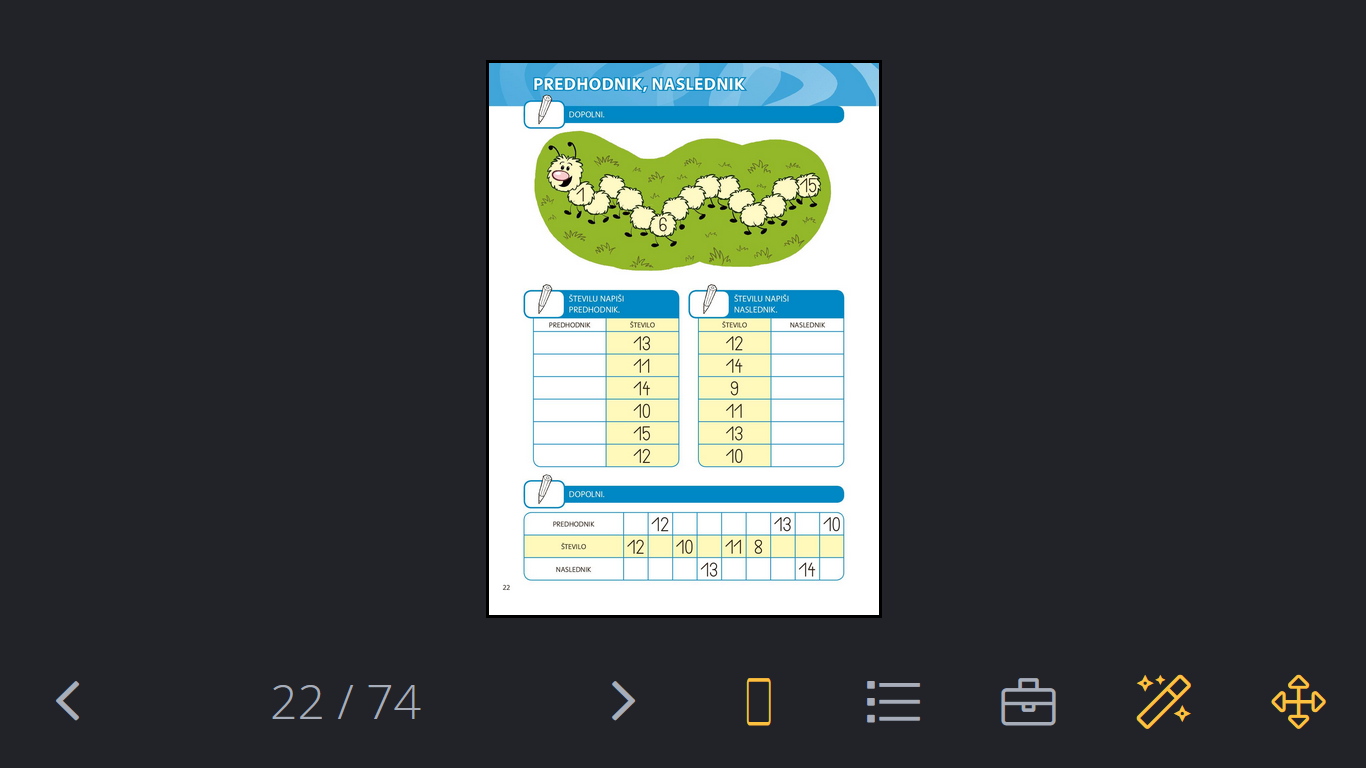 PREDHODNIK, NASLEDNIK
DOPOLNI.
1 6 15
ŠTEVILU NAPIŠI
PREDHODNIK.
PREDHODNIK ŠTEVILO
13
11
14
10
15
12
ŠTEVILU NAPIŠI
NASLEDNIK.
ŠTEVILO NASLEDNIK
12
14
9
11
13
10
DOPOLNI.
PREDHODNIK 12 13 10
ŠTEVILO 12 10 11 8
NASLEDNIK 13 14
22
22 / 74